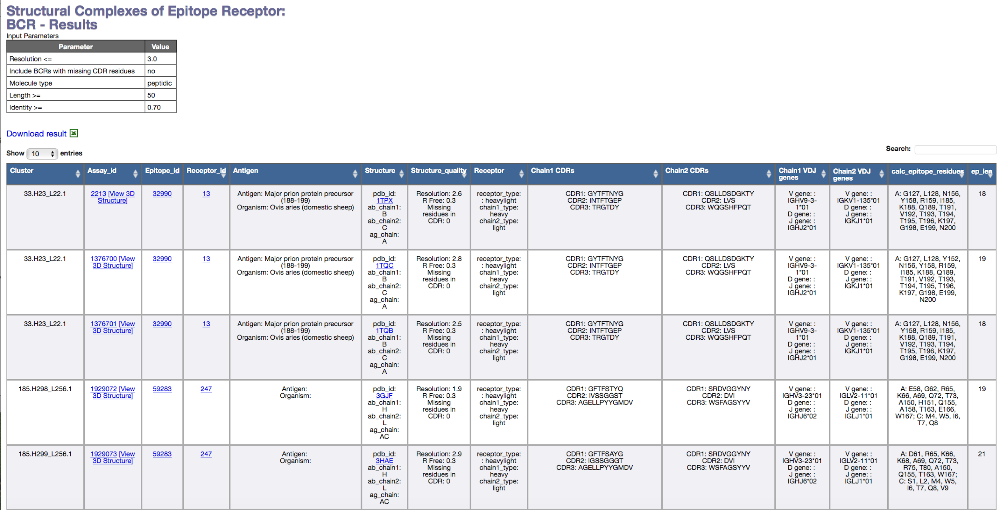 Structural Complexes of Epitope Receptor:
BCR - Results
Input Parameters
Parameter Value
Resolution <= 3.0
Include BCRs with missing CDR residues no
Molecule type peptidic
Length >= 50
Identity >= 0.70
Download result
Show 10 entries
Search:
Cluster Assay_id Epitope_id Receptor_id Antigen Structure Structure_quality Receptor Chain1 CDRs Chain2 CDRs Chain1 VDJ genes Chain2 VDJ genes calc_epitope_residues ep_len
33.H23_L22.1
2213 [View 3D
Structure]
32990
13
Antigen: Major prion protein precursor
(188-199)
Organism: Ovis aries (domestic sheep)
pdb_id:
1TPX
ab_chain1:
B
ab_chain2:
C
ag_chain:
A
Resolution: 2.6
R Free: 0.3
Missing
residues in
CDR: 0
receptor_type:
: heavylight
chain1_type:
heavy
chain2_type:
light
CDR1: GYTFTNYG
CDR2: INTFTGEP
CDR3: TRGTDY
CDR1: QSLLDSDGKTY
CDR2: LVS
CDR3: WQGSHFPQT
V gene: :
IGHV9-3-
1*01
D gene: :
J gene: :
IGHJ2*01
V gene: :
IGKV1-135*01
D gene: :
J gene: :
IGKJ1*01
A: G127, L128, N156,
Y158, R159, I185,
K188, Q189, T191,
V192, T193, T194,
T195, T196, K197,
G198, E199, N200
18
33.H23_L22.1
1376700 [View
3D Structure]
32990
13
Antigen: Major prion protein precursor
(188-199)
Organism: Ovis aries (domestic sheep)
pdb_id:
1TQC
ab_chain1:
B
ab_chain2:
C
ag_chain:
A
Resolution: 2.8
R Free: 0.3
Missing
residues in
CDR: 0
receptor_type:
: heavylight
chain1_type:
heavy
chain2_type:
light
CDR1: GYTFTNYG
CDR2: INTFTGEP
CDR3: TRGTDY
CDR1: QSLLDSDGKTY
CDR2: LVS
CDR3: WQGSHFPQT
V gene: :
IGHV9-3-
1*01
D gene: :
J gene: :
IGHJ2*01
V gene: :
IGKV1-135*01
D gene: :
J gene: :
IGKJ1*01
A: G127, L128, Y152,
N156, Y158, R159,
I185, K188, Q189,
T191, V192, T193,
T194, T195, T196,
K197, G198, E199,
N200
19
33.H23_L22.1
1376701 [View
3D Structure]
32990
13
Antigen: Major prion protein precursor
(188-199)
Organism: Ovis aries (domestic sheep)
pdb_id:
1TQB
ab_chain1:
B
ab_chain2:
C
ag_chain:
A
Resolution: 2.5
R Free: 0.3
Missing
residues in
CDR: 0
receptor_type:
: heavylight
chain1_type:
heavy
chain2_type:
light
CDR1: GYTFTNYG
CDR2: INTFTGEP
CDR3: TRGTDY
CDR1: QSLLDSDGKTY
CDR2: LVS
CDR3: WQGSHFPQT
V gene: :
IGHV9-3-
1*01
D gene: :
J gene: :
IGHJ2*01
V gene: :
IGKV1-135*01
D gene: :
J gene: :
IGKJ1*01
A: G127, L128, N156,
Y158, R159, I185,
K188, Q189, T191,
V192, T193, T194,
T195, T196, K197,
G198, E199, N200
18
185.H298_L256.1
1929072 [View
3D Structure]
59283
247
Antigen:
Organism:
pdb_id:
3GJF
ab_chain1:
H
ab_chain2:
L
ag_chain:
AC
Resolution: 1.9
R Free: 0.3
Missing
residues in
CDR: 0
receptor_type:
: heavylight
chain1_type:
heavy
chain2_type:
light
CDR1: GFTFSTYQ
CDR2: IVSSGGST
CDR3: AGELLPYYGMDV
CDR1: SRDVGGYNY
CDR2: DVI
CDR3: WSFAGSYYV
V gene: :
IGHV3-23*01
D gene: :
J gene: :
IGHJ6*02
V gene: :
IGLV2-11*01
D gene: :
J gene: :
IGLJ1*01
A: E58, G62, R65,
K66, A69, Q72, T73,
A150, H151, Q155,
A158, T163, E166,
W167; C: M4, W5, I6,
T7, Q8
19
185.H299_L256.1
1929073 [View
3D Structure]
59283
247
Antigen:
Organism:
pdb_id:
3HAE
ab_chain1:
H
ab_chain2:
L
ag_chain:
AC
Resolution: 2.9
R Free: 0.3
Missing
residues in
CDR: 0
receptor_type:
: heavylight
chain1_type:
heavy
chain2_type:
light
CDR1: GFTFSAYG
CDR2: IGSSGGGT
CDR3: AGELLPYYGMDV
CDR1: SRDVGGYNY
CDR2: DVI
CDR3: WSFAGSYYV
V gene: :
IGHV3-23*01
D gene: :
J gene: :
IGHJ6*02
V gene: :
IGLV2-11*01
D gene: :
J gene: :
IGLJ1*01
A: D61, R65, K66,
K68, A69, Q72, T73,
R75, T80, A150,
Q155, T163, W167;
C: S1, L2, M4, W5,
I6, T7, Q8, V9
21